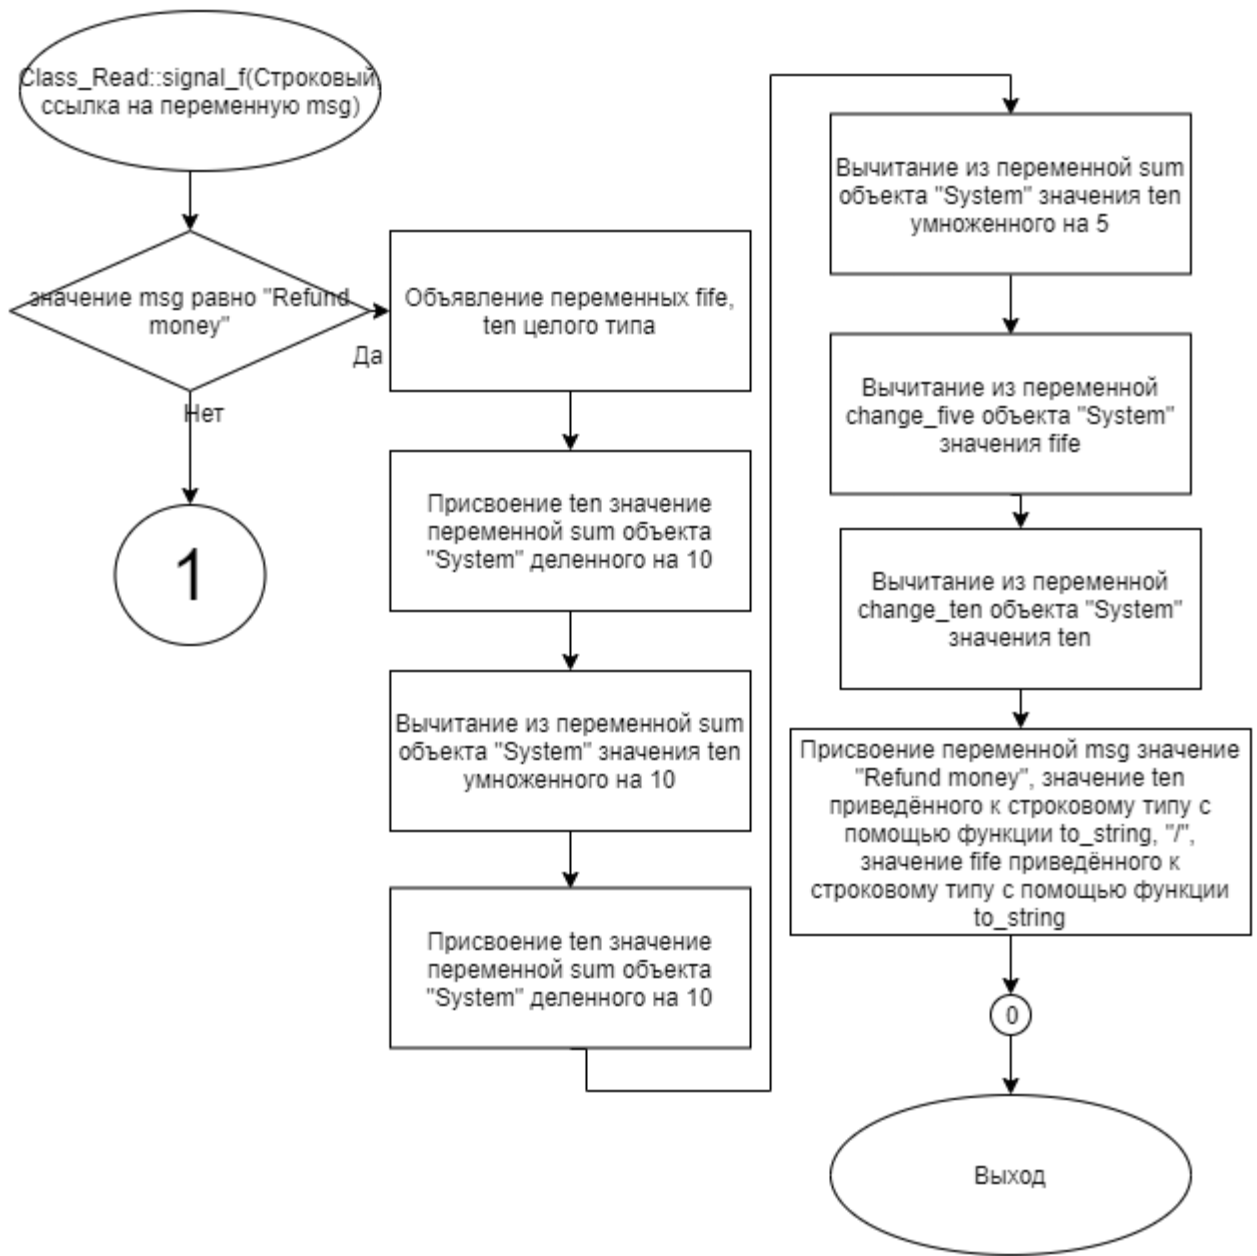 Class_Read::signal_f(Строковый,
ссылка на переменную msg)
значение msg равно "Refund
money"
Да
Нет
1
Объявление переменных fife,
ten целого типа
Присвоение ten значение
переменной sum объекта
"System" деленного на 10
Вычитание из переменной sum
объекта "System" значения ten
умноженного на 10
Присвоение ten значение
переменной sum объекта
"System" деленного на 10
Вычитание из переменной sum
объекта "System" значения ten
умноженного на 5
Вычитание из переменной
change_five объекта "System"
значения fife
Вычитание из переменной
change_ten объекта "System"
значения ten
Присвоение переменной msg значение
"Refund money", значение ten
приведённого к строковому типу с
помощью функции to_string, "/",
значение fife приведённого к
строковому типу с помощью функции
to_string
0
Выход